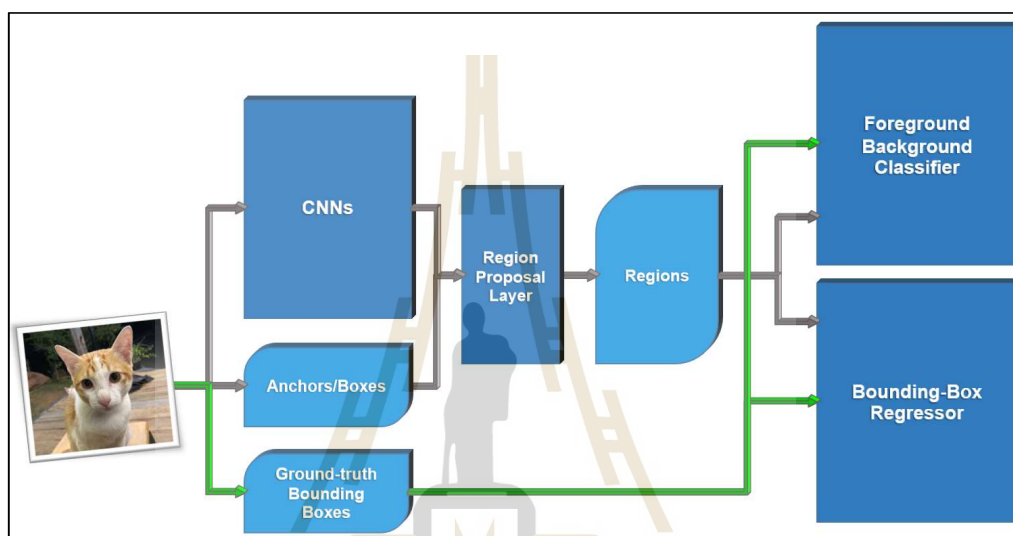 CNNs
Anchors/Boxes
Ground-truth
Bounding
Boxes
Region
Proposal
Layer
Regions
Foreground
Background
Classifier
Bounding-Box
Regressor